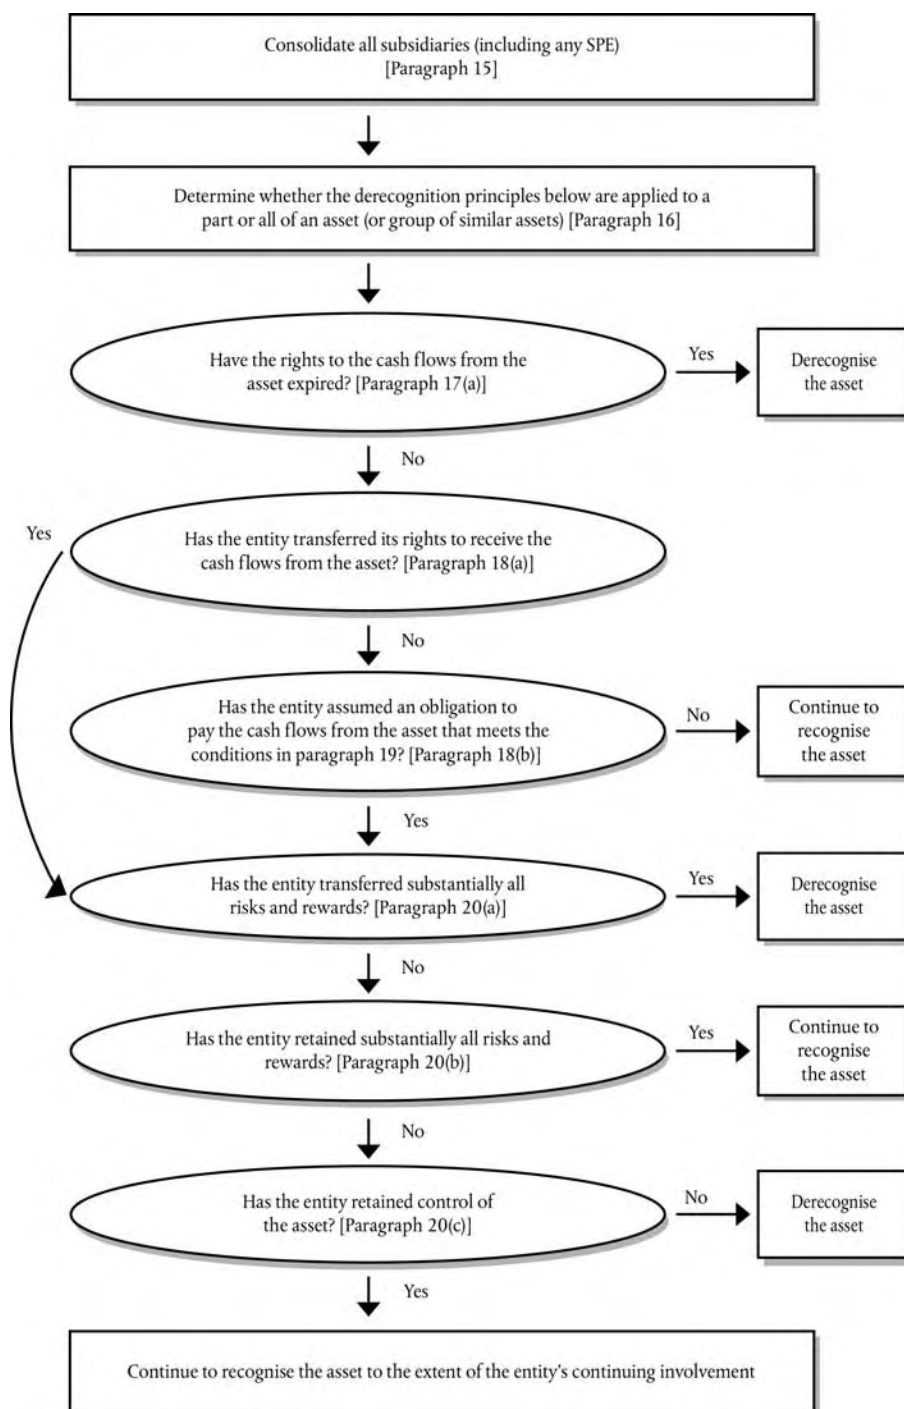 Consolidate all subsidiaries (including any SPE)
[Paragraph 15]
Determine whether the derecognition principles below are applied to a
part or all of an asset (or group of similar assets) [Paragraph 16]
Have the rights to the cash flows from the
asset expired? [Paragraph 17(a)]
Yes
Derecognise
the asset
No
Yes
Has the entity transferred its rights to receive the
cash flows from the asset? [Paragraph 18(a)]
No
Has the entity assumed an obligation to
pay the cash flows from the asset that meets the
conditions in paragraph 19? [Paragraph 18(b)]
No
Continue to
recognise
the asset
Yes
Has the entity transferred substantially all
risks and rewards? [Paragraph 20(a)]
Yes
Derecognise
the asset
No
Has the entity retained substantially all risks and
rewards? [Paragraph 20(b)]
Yes
Continue to
recognise
the asset
No
Has the entity retained control of
the asset? [Paragraph 20(c)]
No
Derecognise
the asset
Yes
Continue to recognise the asset to the extent of the entity's continuing involvement